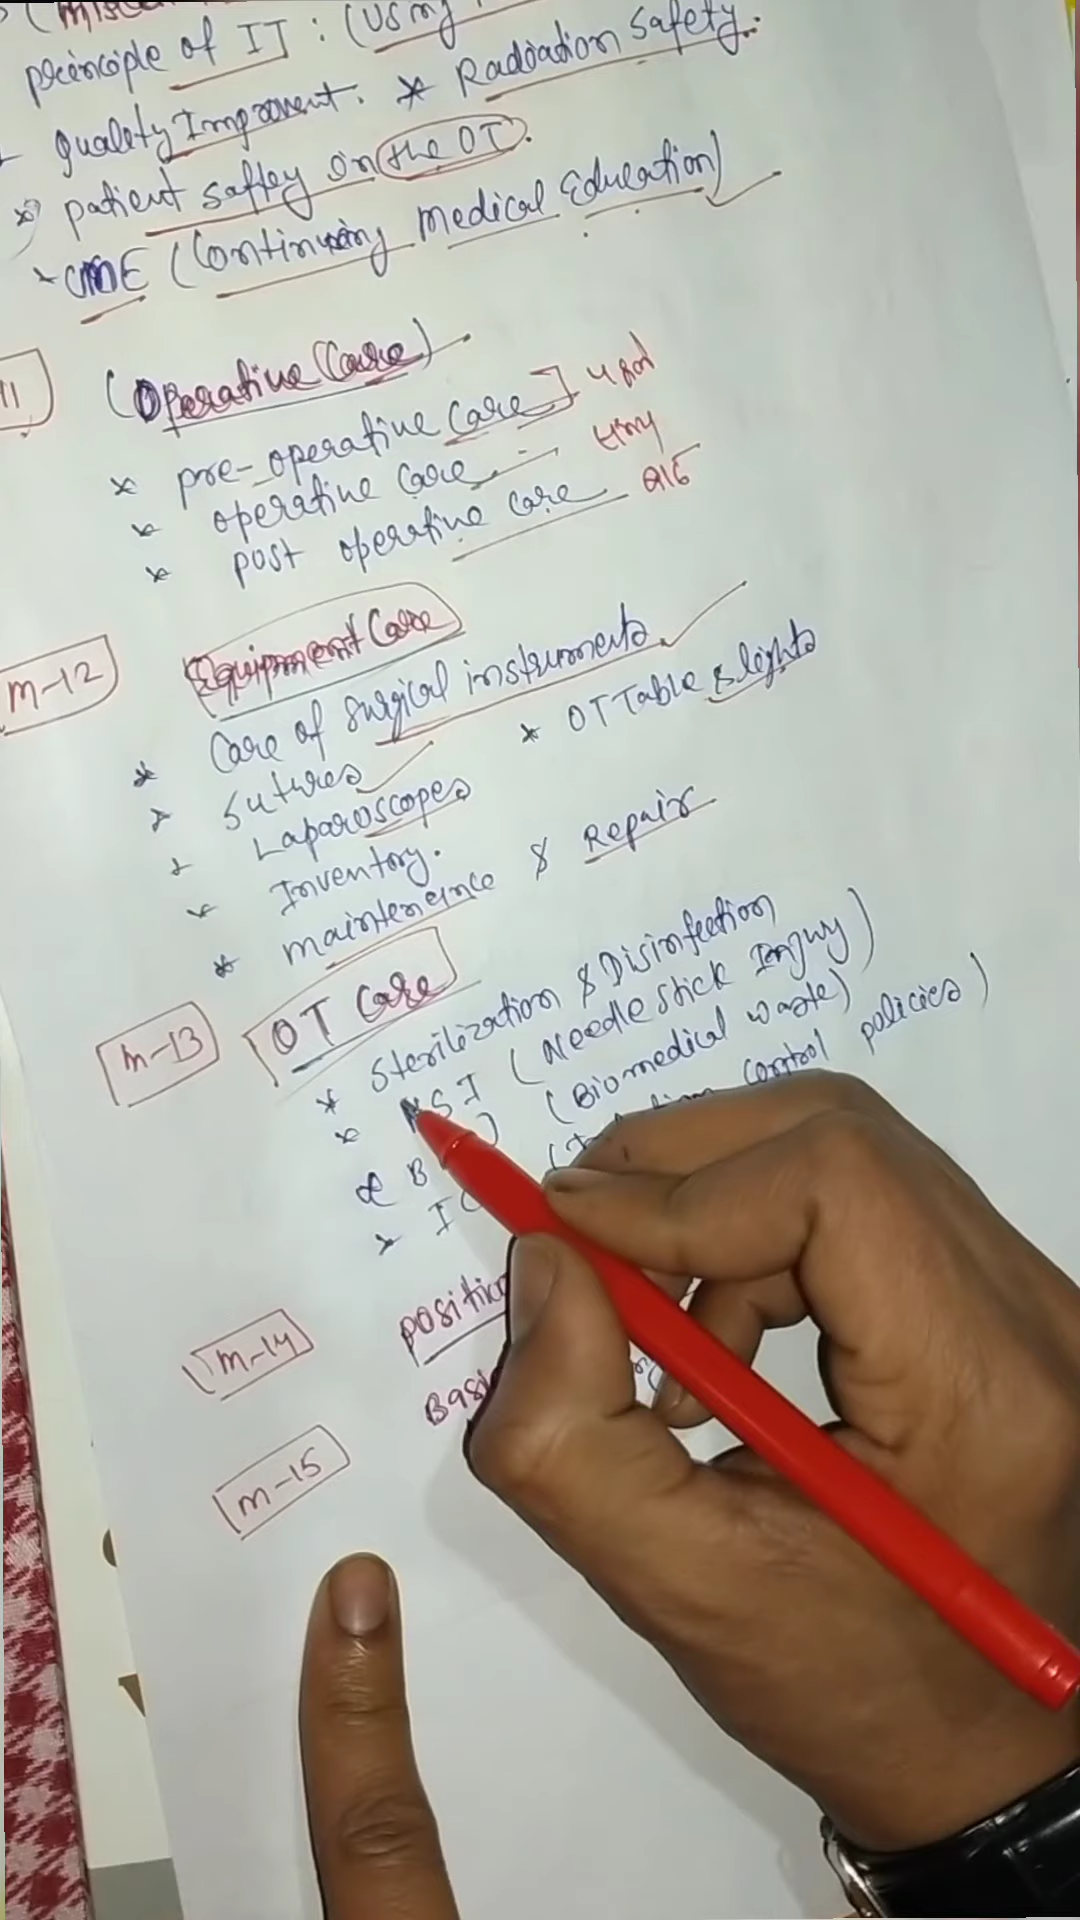 principle of IT : (Using
Quality Improvent. * Radiation Safety.
* patient saftey in the OT.
* CME (Continuing Medical Education)
11 (Operative Care)
* pre-operative care
* operative care
* post operative care बाद
M-12 Equipment Care
* Care of surgical instruments.
* Sutures * OT Table & lights
* Laparoscopes
* Inventory.
* maintenance & Repair
M-13 OT Care
* Sterilization & Disinfection
* NSI (Needle stick Injury)
* B (Biomedical waste)
* I control policies)
M-14
M-15